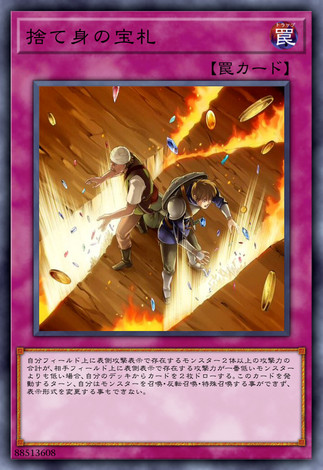 捨て身の宝札
トラップ
罠
【罠カード】
自分フィールド上に表側攻撃表示で存在するモンスター２体以上の攻撃力の
合計が、相手フィールド上に表側表示で存在する攻撃力が一番低いモンスター
よりも低い場合、自分のデッキからカードを２枚ドローする。このカードを発
動するターン、自分はモンスターを召喚・反転召喚・特殊召喚する事ができず、
表示形式を変更する事もできない。
88513608